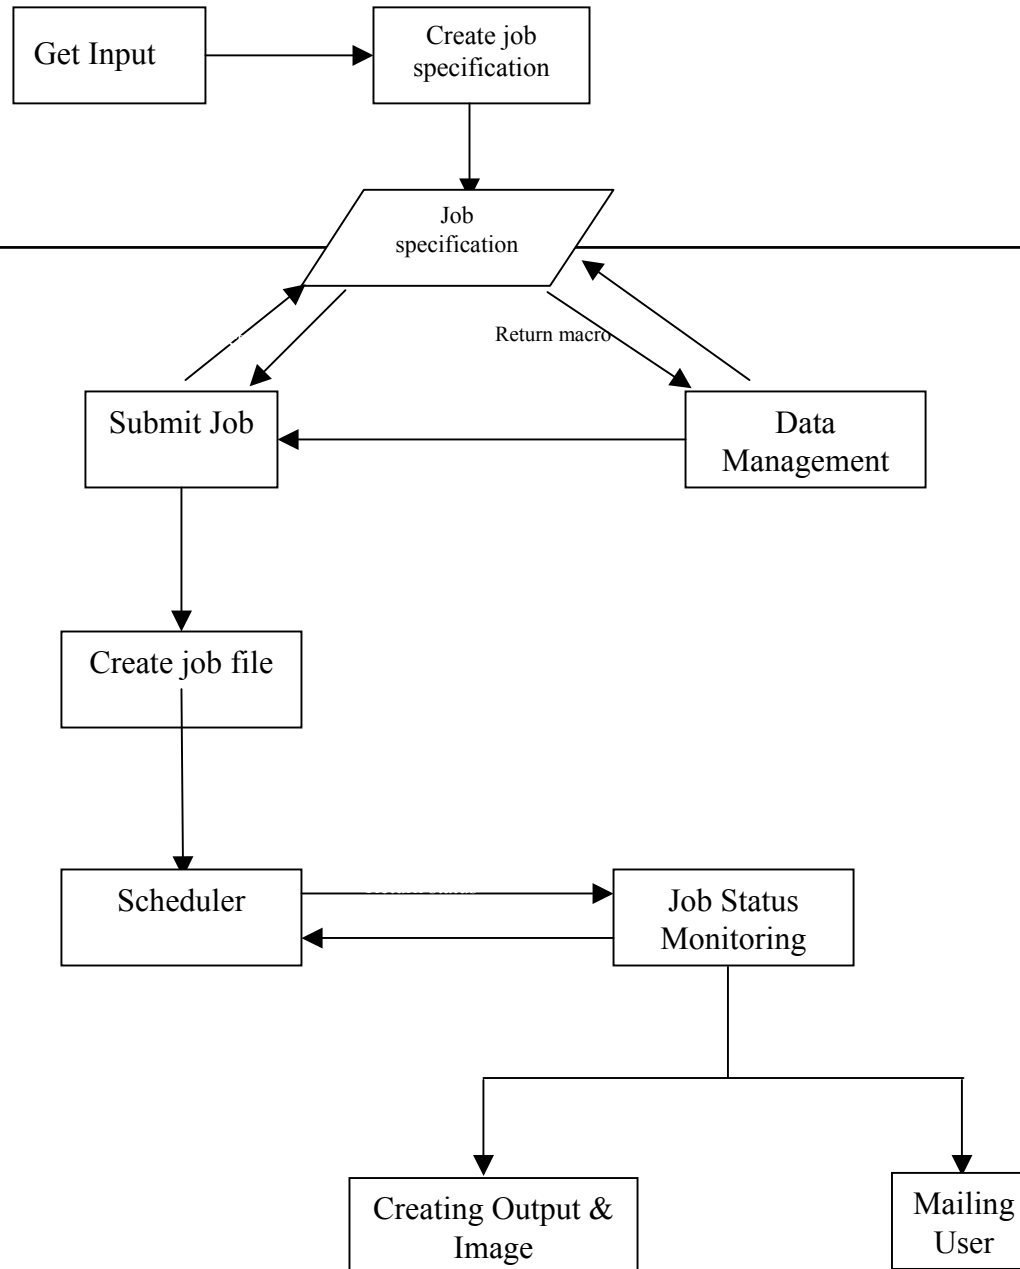 Get Input
Create job
specification
Job
specification
Return macro
Submit Job
Data
Management
Create job file
Scheduler
Job Status
Monitoring
Creating Output &
Image
Mailing
User